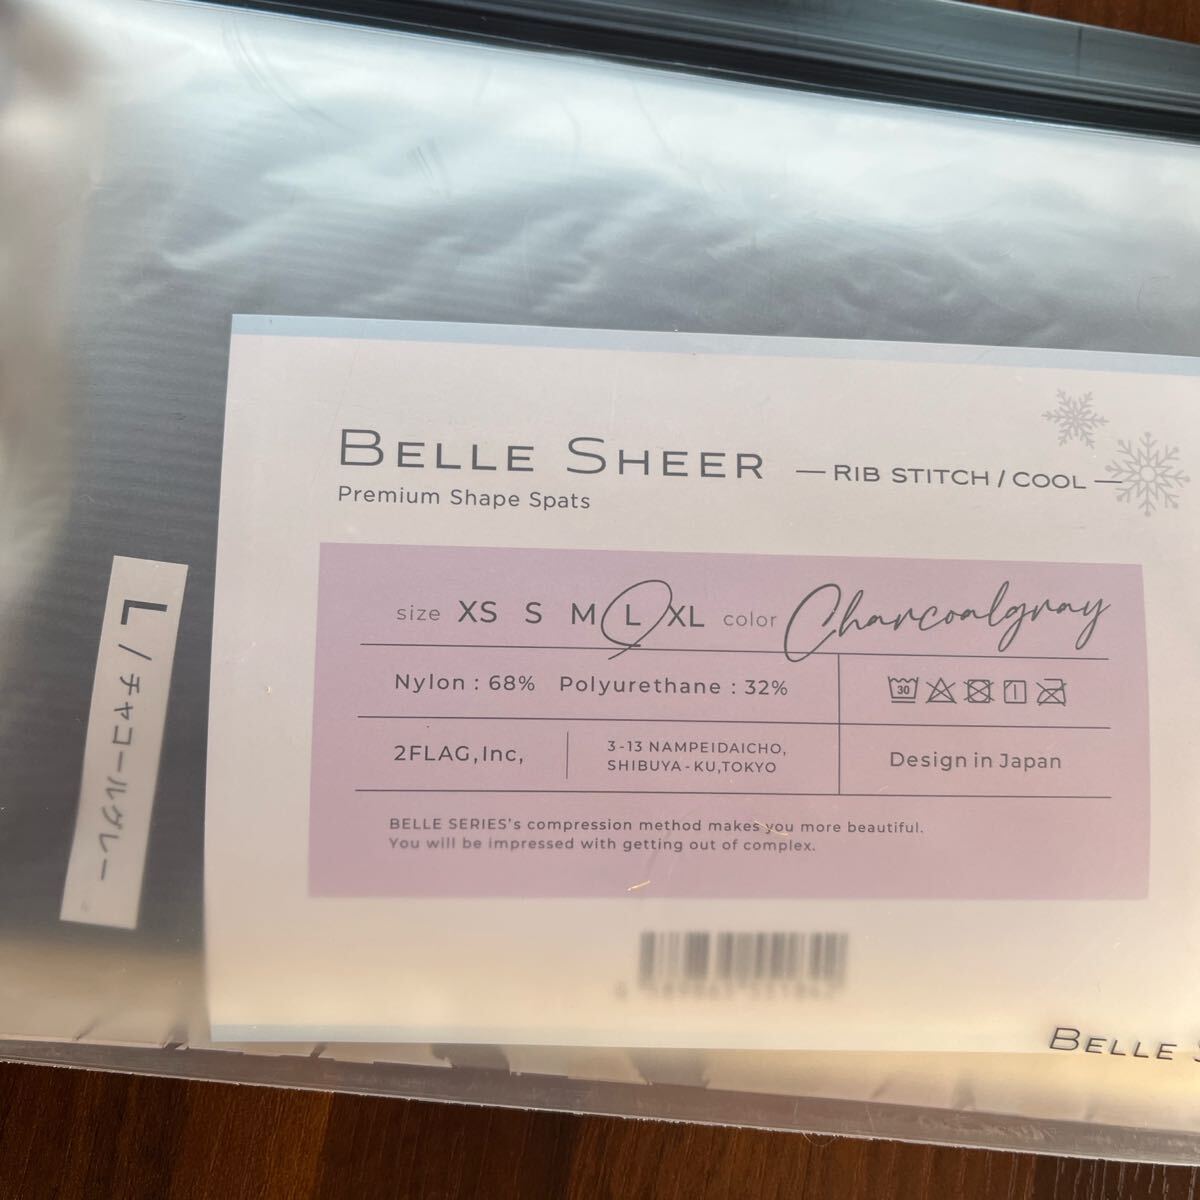 BELLE SHEER —RIB STITCH / COOL—
Premium Shape Spats
size XS S M L XL color Charcoalgray
Nylon : 68% Polyurethane : 32%
30
2FLAG,Inc,
3-13 NAMPEIDAICHO,
SHIBUYA-KU,TOKYO
Design in Japan
BELLE SERIES's compression method makes you more beautiful.
You will be impressed with getting out of complex.
L/チャコールグレー
BELLE